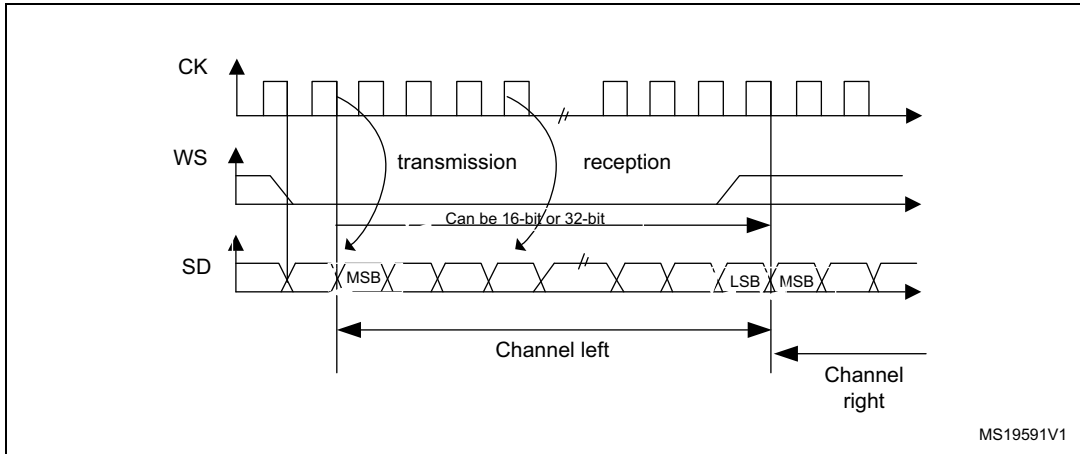 CK
WS
transmission
reception
Can be 16-bit or 32-bit
SD
MSB
LSB
MSB
Channel left
Channel
right
MS19591V1